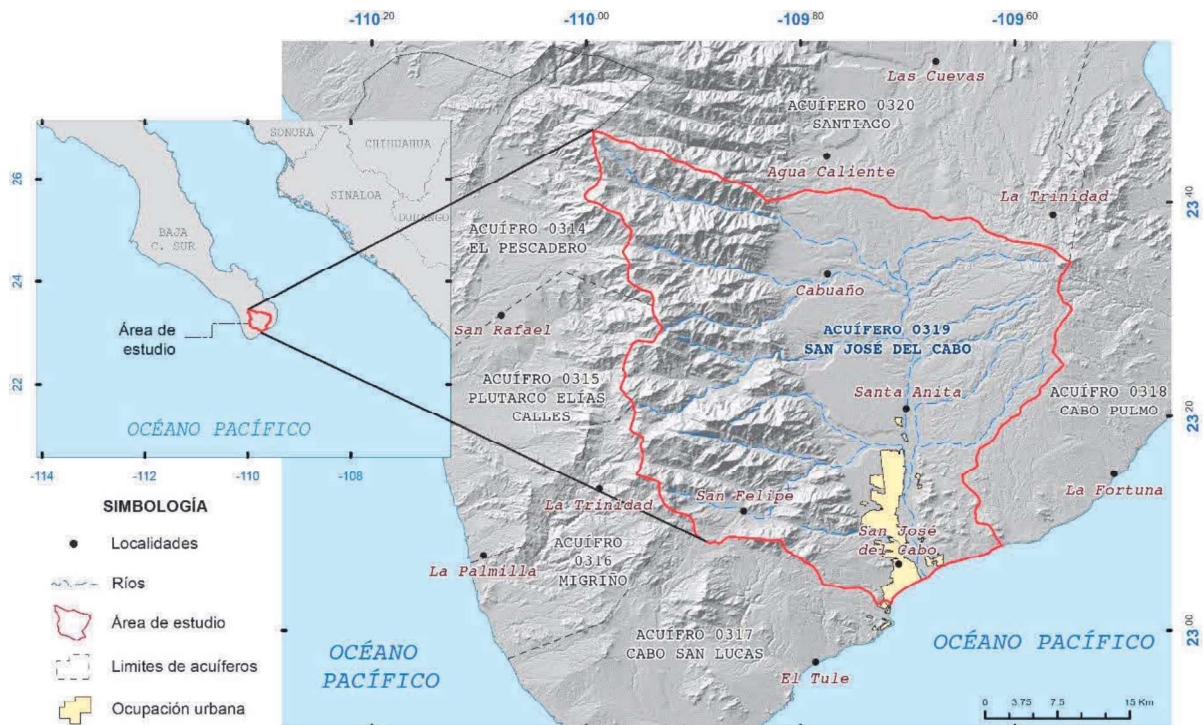 -110.20
-110.00
-109.80
-109.60
Las Cuevas
ACUÍFERO 0320
SANTIAGO
Agua Caliente
La Trinidad
23.40
ACUÍFERO 0314
EL PESCADERO
Cabuaño
San Rafael
ACUÍFERO 0319
SAN JOSÉ DEL CABO
ACUÍFRO 0315
PLUTARCO ELÍAS
CALLES
Santa Anita
ACUÍFRO 0318
CABO PULMO
23.20
La Trinidad
San Felipe
La Fortuna
San José
del Cabo
ACUÍFRO
0316
MIGRIÑO
La Palmilla
ACUÍFRO 0317
CABO SAN LUCAS
23.00
OCÉANO
PACÍFICO
OCÉANO PACÍFICO
El Tule
0 3.75 7.5 15 Km
SONORA
CHIHUAHUA
SINALOA
DURANGO
BAJA
C. SUR
26
24
22
Área de
estudio
OCÉANO PACÍFICO
-114
-112
-110
-108
SIMBOLOGÍA
Localidades
Ríos
Área de estudio
Limites de acuíferos
Ocupación urbana